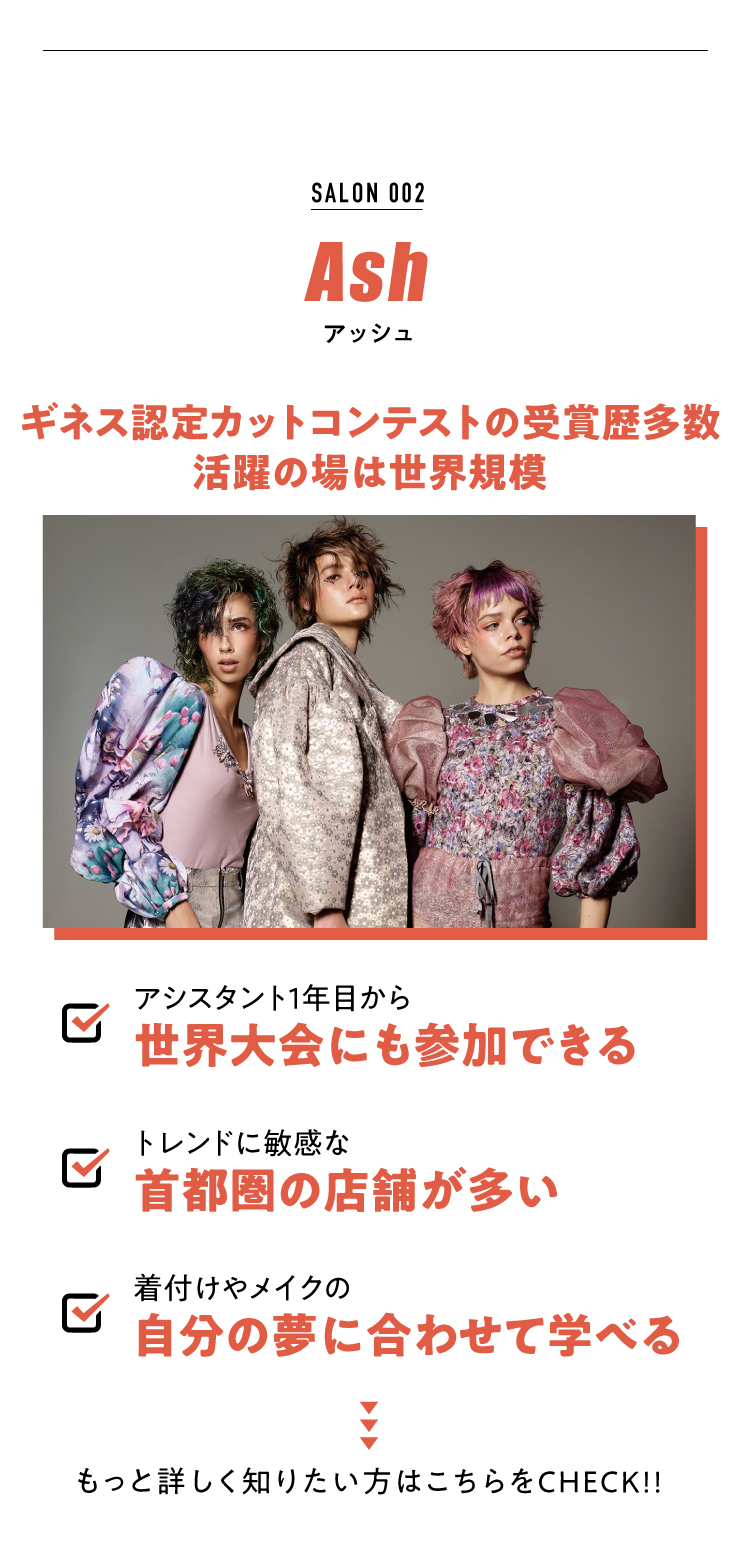 SALON 002
Ash
アッシュ
ギネス認定カットコンテストの受賞歴多数
活躍の場は世界規模
アシスタント1年目から
世界大会にも参加できる
トレンドに敏感な
首都圏の店舗が多い
着付けやメイクの
自分の夢に合わせて学べる
もっと詳しく知りたい方はこちらをCHECK!!